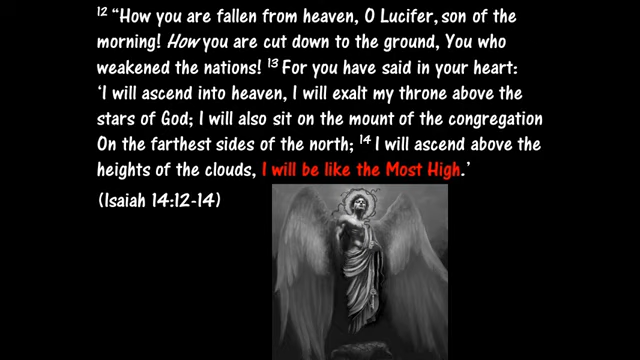 12 “How you are fallen from heaven, O Lucifer, son of the
morning! How you are cut down to the ground, You who
weakened the nations! 13 For you have said in your heart:
‘I will ascend into heaven, I will exalt my throne above the
stars of God; I will also sit on the mount of the congregation
On the farthest sides of the north; 14 I will ascend above the
heights of the clouds, I will be like the Most High.’
(Isaiah 14:12-14)